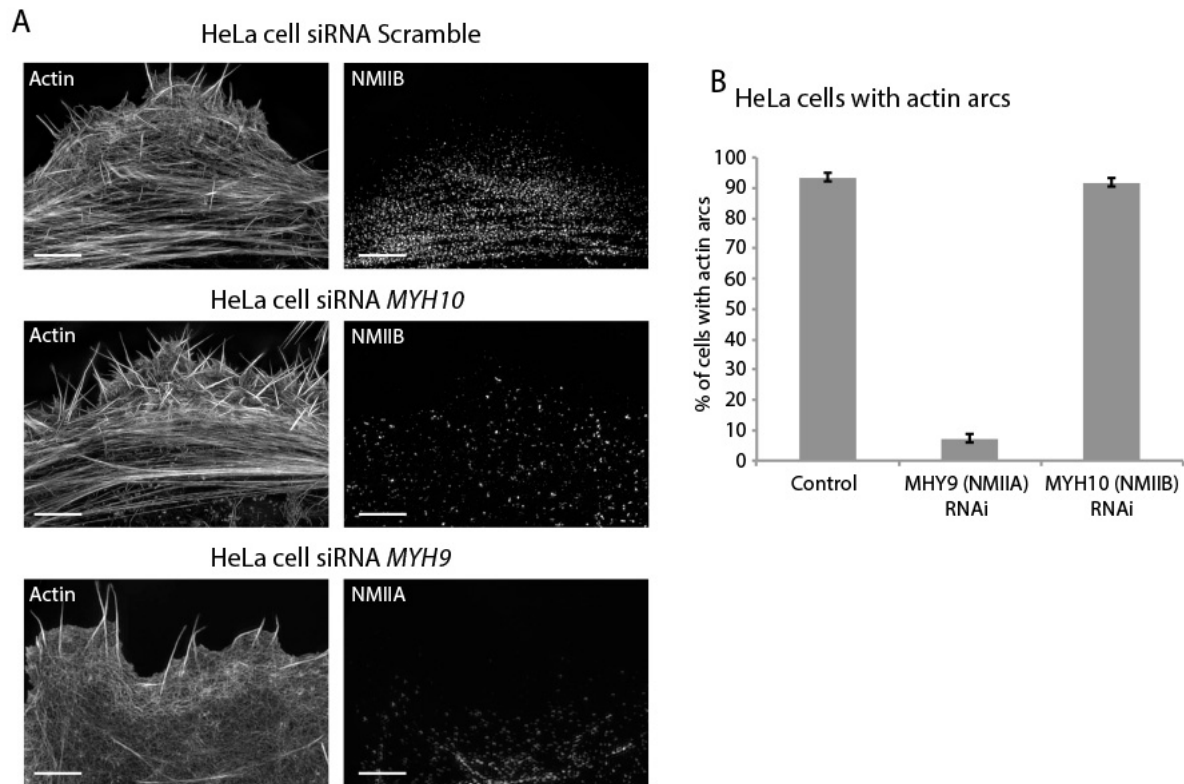 A
HeLa cell siRNA Scramble
Actin
NMIIB
HeLa cell siRNA MYH10
Actin
NMIIB
HeLa cell siRNA MYH9
Actin
NMIIA
B
HeLa cells with actin arcs
% of cells with actin arcs
100
90
80
70
60
50
40
30
20
10
0
Control
MHY9 (NMIIA)
RNAi
MYH10 (NMIIB)
RNAi